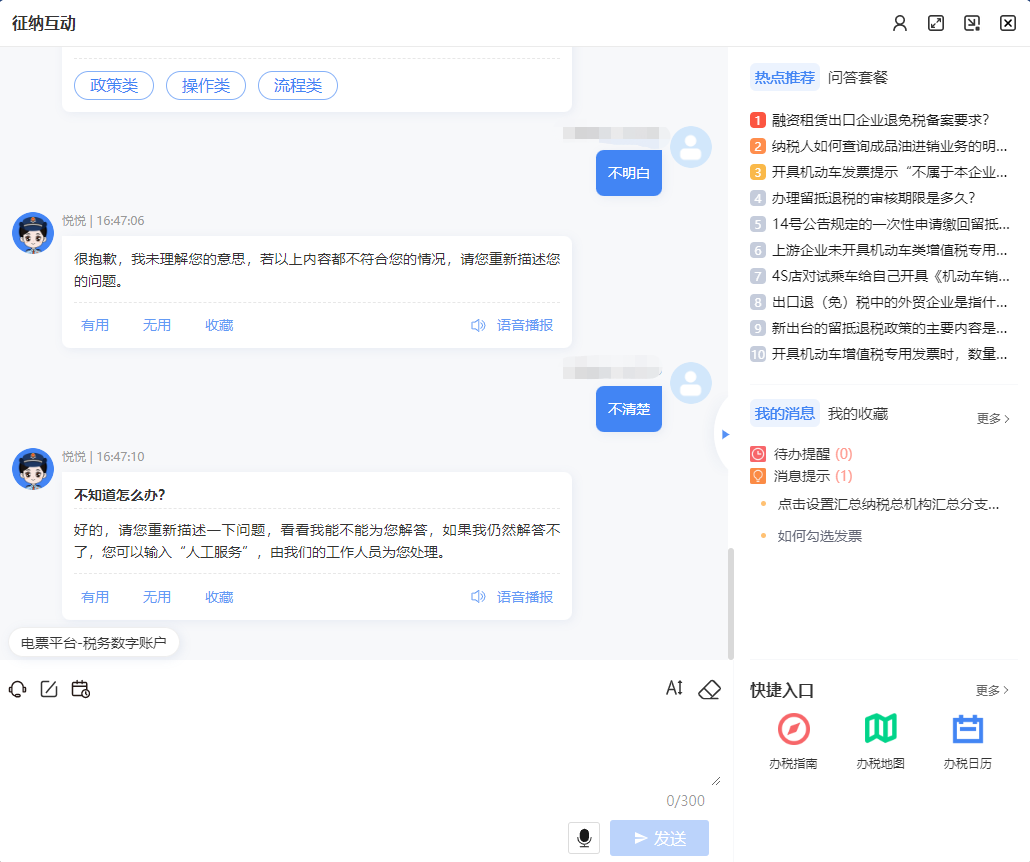 征纳互动
政策类
操作类
流程类
不明白
悦悦 | 16:47:06
很抱歉，我未理解您的意思，若以上内容都不符合您的情况，请您重新描述您
的问题。
有用
无用
收藏
语音播报
不清楚
悦悦 | 16:47:10
不知道怎么办？
好的，请您重新描述一下问题，看看我能不能为您解答，如果我仍然解答不
了，您可以输入“人工服务”，由我们的工作人员为您处理。
有用
无用
收藏
语音播报
电票平台-税务数字账户
0/300
发送
热点推荐
问答套餐
1 融资租赁出口企业退免税备案要求？
2 纳税人如何查询成品油进销业务的明...
3 开具机动车发票提示“不属于本企业...
4 办理留抵退税的审核期限是多久？
5 14号公告规定的一次性申请缴回留抵...
6 上游企业未开具机动车类增值税专用...
7 4S店对试乘车给自己开具《机动车销...
8 出口退（免）税中的外贸企业是指什...
9 新出台的留抵退税政策的主要内容是...
10 开具机动车增值税专用发票时，数量...
我的消息
我的收藏
更多
待办提醒 (0)
消息提示 (1)
点击设置汇总纳税总机构汇总分支...
如何勾选发票
快捷入口
更多
办税指南
办税地图
办税日历